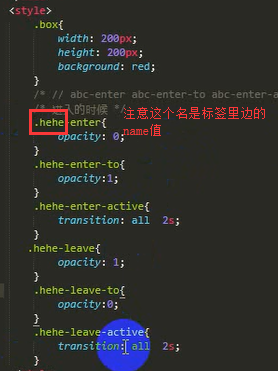 <style>
.box{
width: 200px;
height: 200px;
background: red;
}
/* // abc-enter abc-enter-to abc-enter-a
/* 进入的时候 */
.hehe-enter{
注意这个名是标签里边的
name值
opacity: 0;
}
.hehe-enter-to{
opacity:1;
}
.hehe-enter-active{
transition: all 2s;
}
.hehe-leave{
opacity: 1;
}
.hehe-leave-to{
opacity:0;
}
.hehe-leave-active{
transition: all 2s;
}
</style>